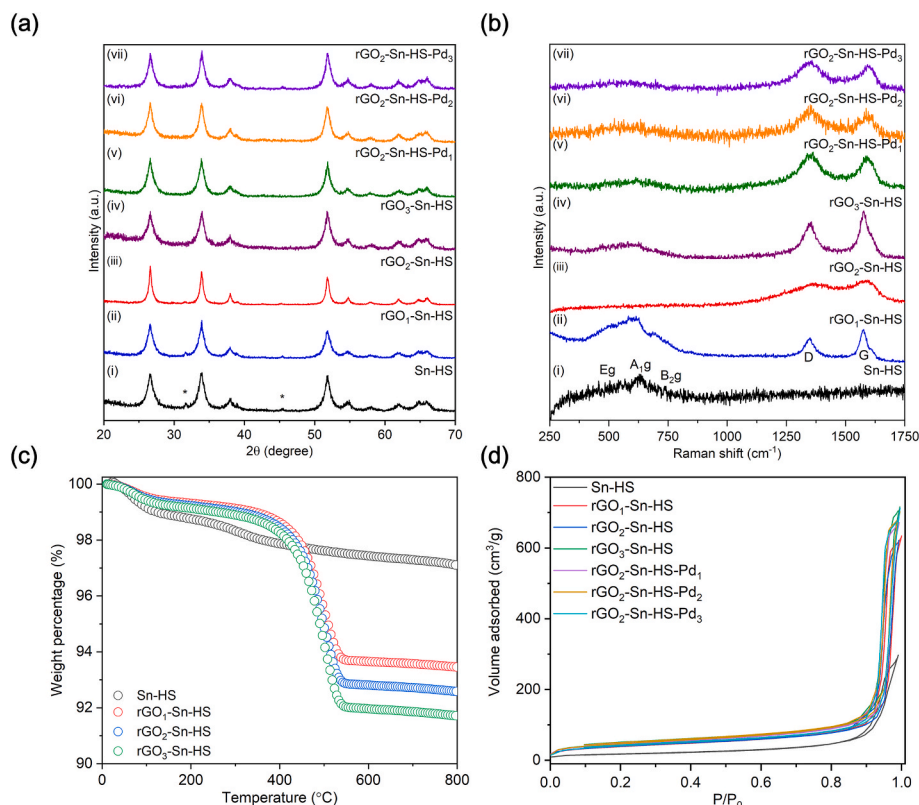 (a)
(vii)
rGO₂-Sn-HS-Pd₃
(vi)
rGO₂-Sn-HS-Pd₂
(v)
rGO₂-Sn-HS-Pd₁
(iv)
rGO₃-Sn-HS
(iii)
rGO₂-Sn-HS
(ii)
rGO₁-Sn-HS
(i)
Sn-HS
*
*
Intensity (a.u.)
20 30 40 50 60 70
2θ (degree)
(b)
(vii)
rGO₂-Sn-HS-Pd₃
(vi)
rGO₂-Sn-HS-Pd₂
(v)
rGO₂-Sn-HS-Pd₁
(iv)
rGO₃-Sn-HS
(iii)
rGO₂-Sn-HS
(ii)
rGO₁-Sn-HS
D
G
(i)
Sn-HS
Eg
A₁g
B₂g
Intensity (a.u.)
250 500 750 1000 1250 1500 1750
Raman shift (cm⁻¹)
(c)
100
98
96
94
92
90
Weight percentage (%)
Sn-HS
rGO₁-Sn-HS
rGO₂-Sn-HS
rGO₃-Sn-HS
0 200 400 600 800
Temperature (°C)
(d)
800
700
600
500
400
300
200
100
0
Volume adsorbed (cm³/g)
Sn-HS
rGO₁-Sn-HS
rGO₂-Sn-HS
rGO₃-Sn-HS
rGO₂-Sn-HS-Pd₁
rGO₂-Sn-HS-Pd₂
rGO₂-Sn-HS-Pd₃
0.0 0.2 0.4 0.6 0.8 1.0
P/P₀